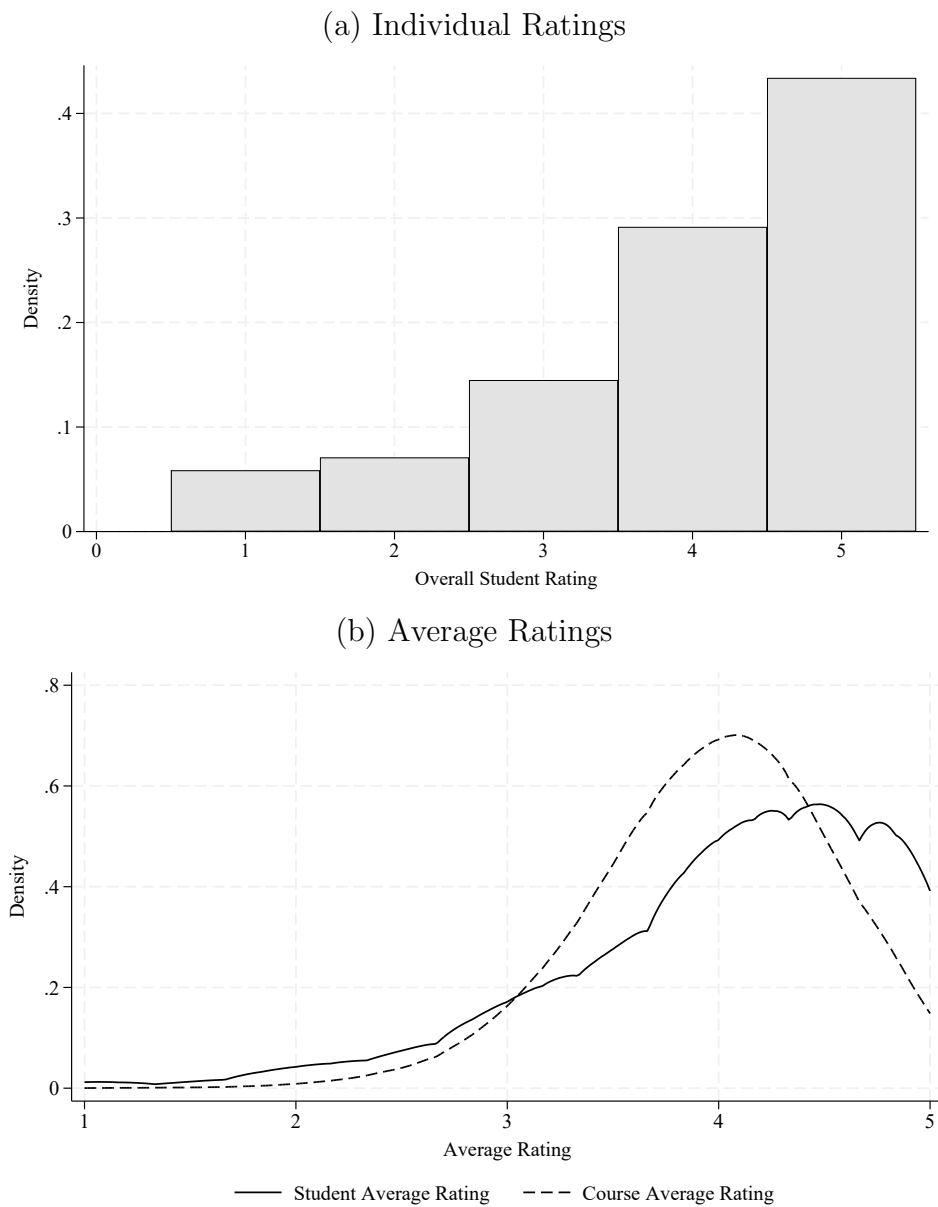 (a) Individual Ratings
.4
.3
.2
.1
0
Density
0 1 2 3 4 5
Overall Student Rating
(b) Average Ratings
.8
.6
.4
.2
0
Density
1 2 3 4 5
Average Rating
Student Average Rating Course Average Rating